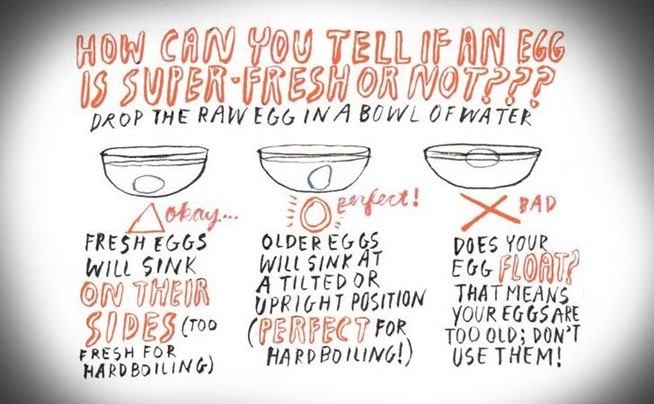 HOW CAN YOU TELL IF AN EGG
IS SUPER-FRESH OR NOT???
DROP THE RAW EGG IN A BOWL OF WATER
okay...
FRESH EGGS
WILL SINK
ON THEIR
SIDES (TOO
FRESH FOR
HARDBOILING)
perfect!
OLDER EGGS
WILL SINK AT
A TILTED OR
UPRIGHT POSITION
(PERFECT FOR
HARDBOILING!)
BAD
DOES YOUR
EGG FLOAT?
THAT MEANS
YOUR EGGS ARE
TOO OLD; DON'T
USE THEM!